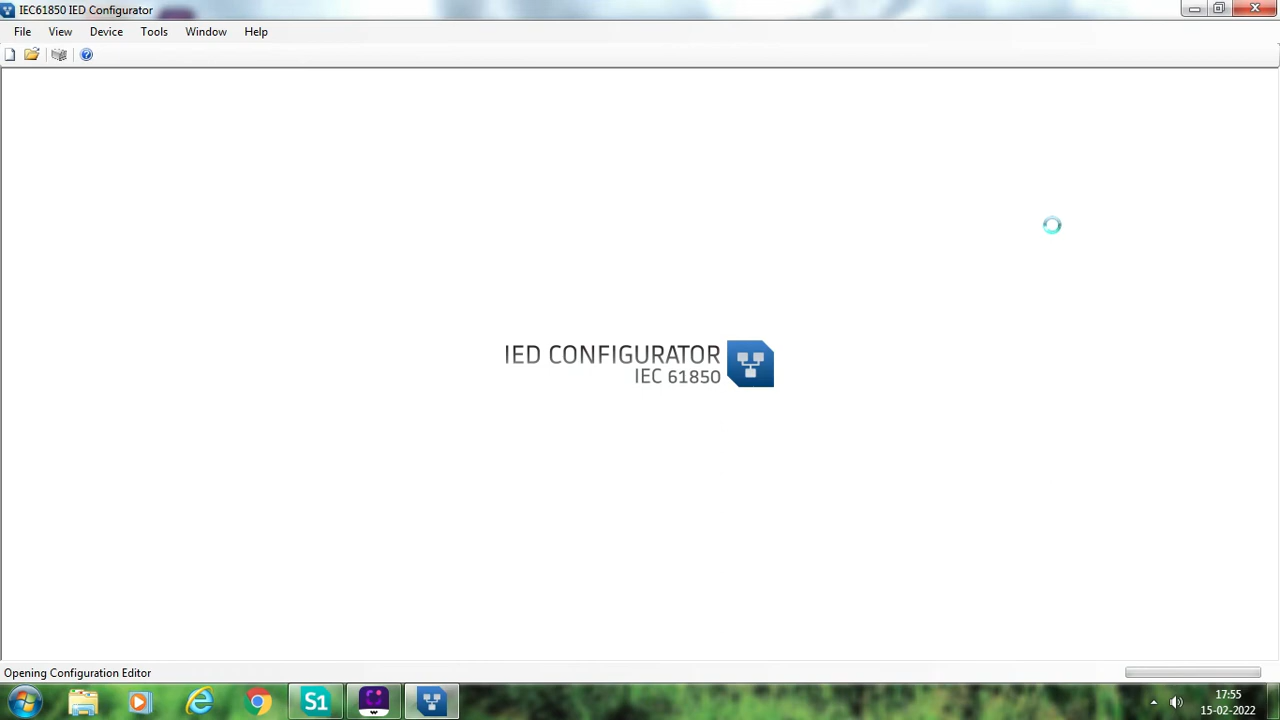 IEC61850 IED Configurator
File View Device Tools Window Help
IED CONFIGURATOR
IEC 61850
Opening Configuration Editor
S1
17:55
15-02-2022